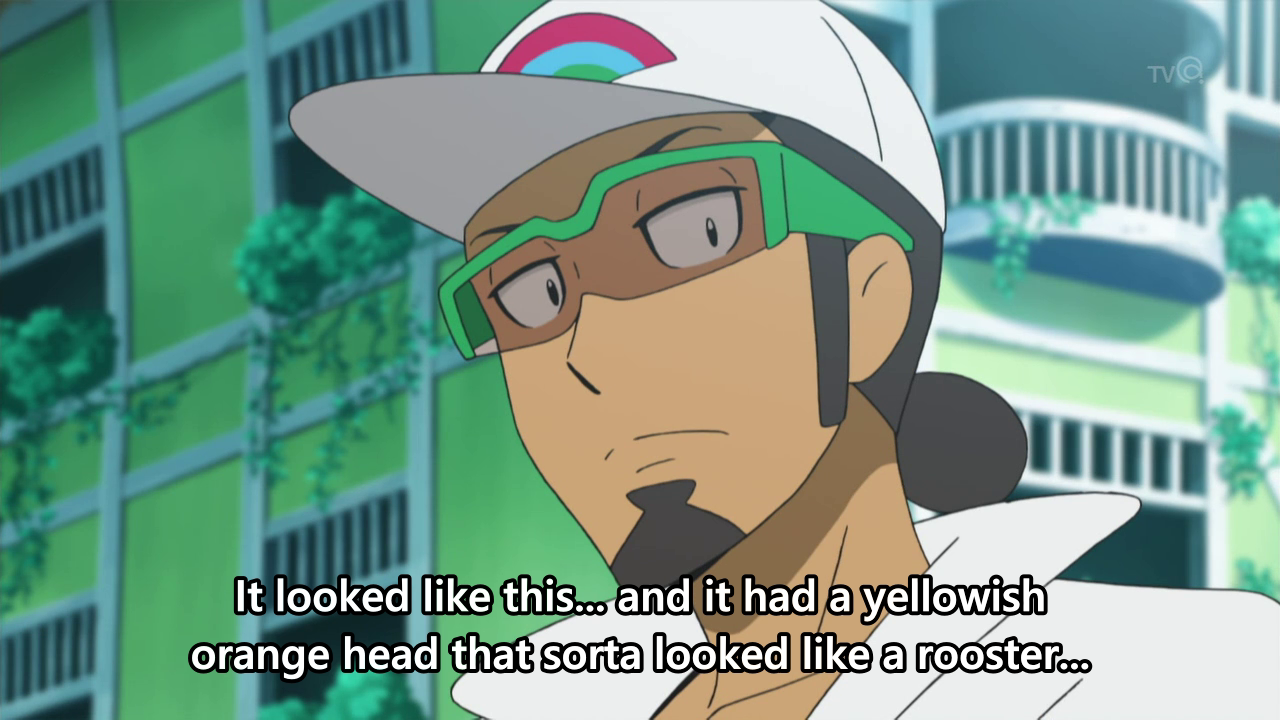 TV@.
It looked like this... and it had a yellowish
orange head that sorta looked like a rooster...